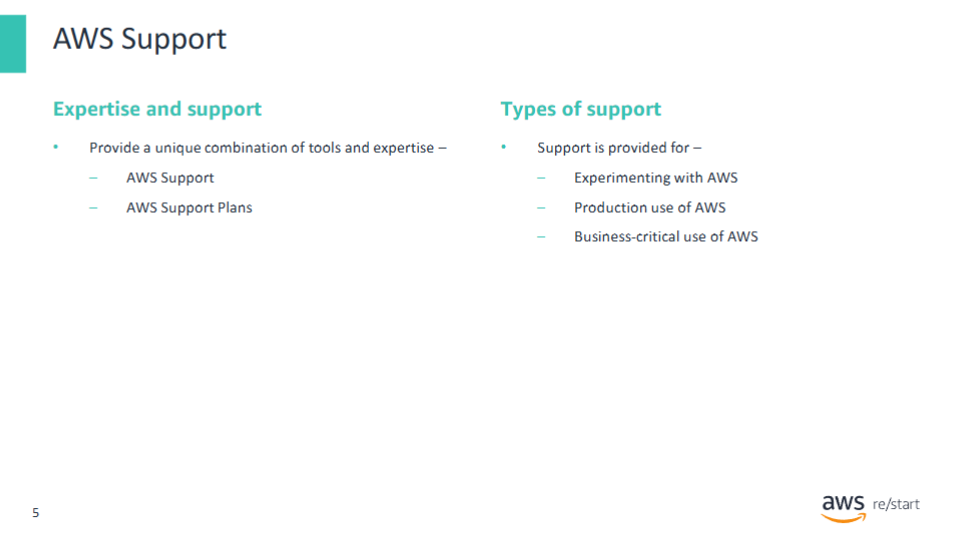 AWS Support
Expertise and support
• Provide a unique combination of tools and expertise –
– AWS Support
– AWS Support Plans
Types of support
• Support is provided for –
– Experimenting with AWS
– Production use of AWS
– Business-critical use of AWS
5
aws re/start